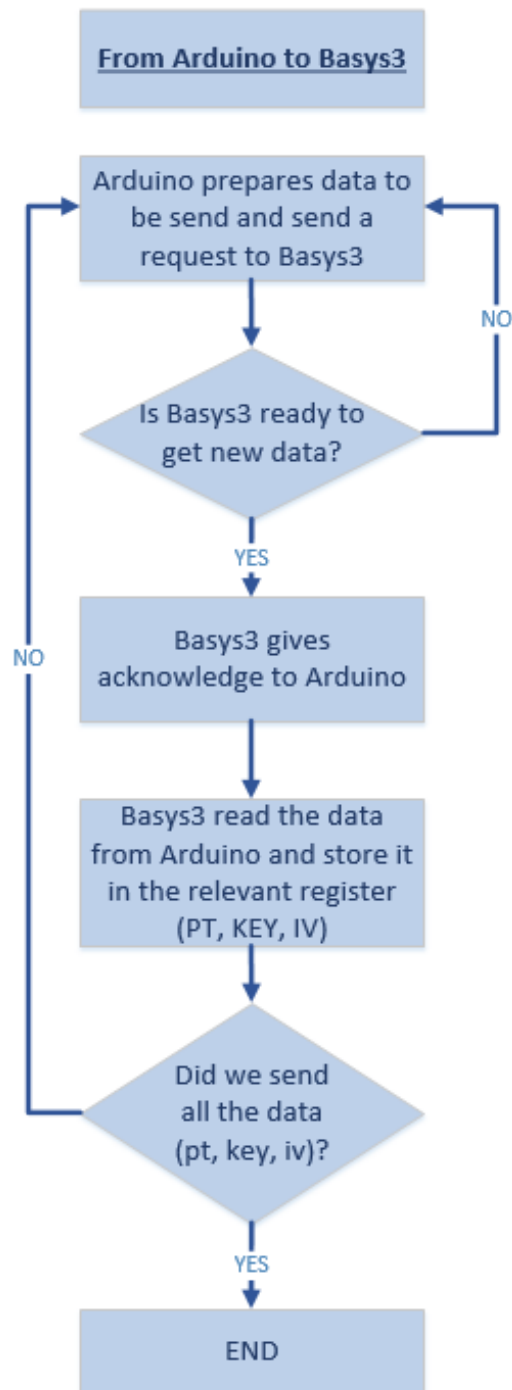 From Arduino to Basys3
Arduino prepares data to
be send and send a
request to Basys3
NO
Is Basys3 ready to
get new data?
YES
Basys3 gives
acknowledge to Arduino
NO
Basys3 read the data
from Arduino and store it
in the relevant register
(PT, KEY, IV)
Did we send
all the data
(pt, key, iv)?
YES
END